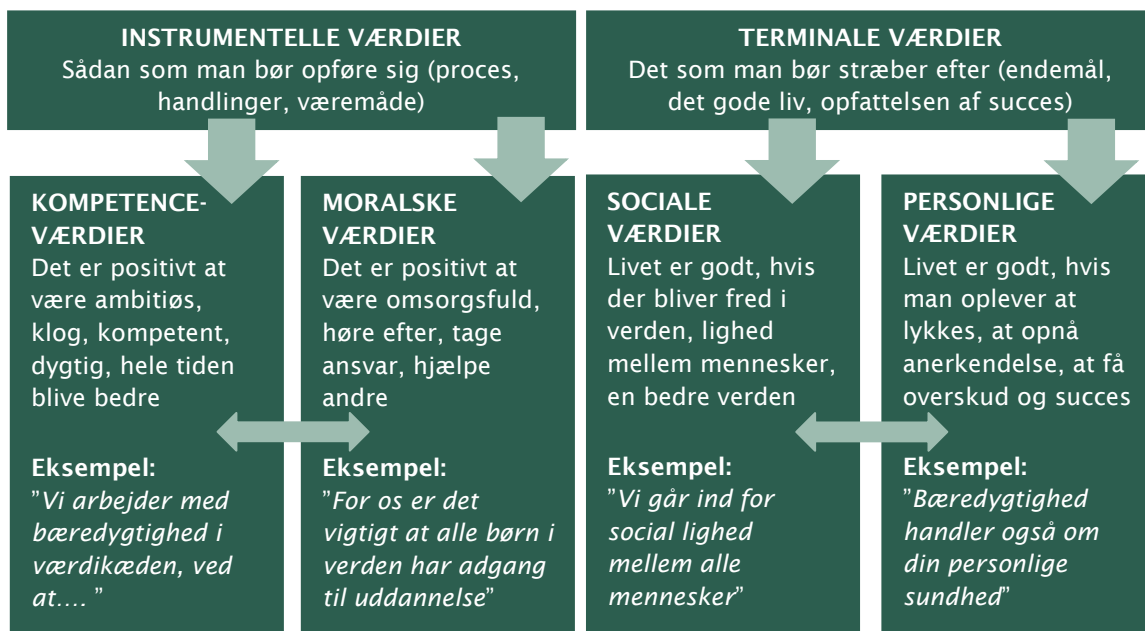 INSTRUMENTELLE VÆRDIER
Sådan som man bør opføre sig (proces,
handlinger, væremåde)
TERMINALE VÆRDIER
Det som man bør stræber efter (endemål,
det gode liv, opfattelsen af succes)
KOMPETENCE-
VÆRDIER
Det er positivt at
være ambitiøs,
klog, kompetent,
dygtig, hele tiden
blive bedre
Eksempel:
”Vi arbejder med
bæredygtighed i
værdikæden, ved
at.... ”
MORALSKE
VÆRDIER
Det er positivt at
være omsorgsfuld,
høre efter, tage
ansvar, hjælpe
andre
Eksempel:
”For os er det
vigtigt at alle børn i
verden har adgang
til uddannelse”
SOCIALE
VÆRDIER
Livet er godt, hvis
der bliver fred i
verden, lighed
mellem mennesker,
en bedre verden
Eksempel:
”Vi går ind for
social lighed
mellem alle
mennesker”
PERSONLIGE
VÆRDIER
Livet er godt, hvis
man oplever at
lykkes, at opnå
anerkendelse, at få
overskud og succes
Eksempel:
”Bæredygtighed
handler også om
din personlige
sundhed”